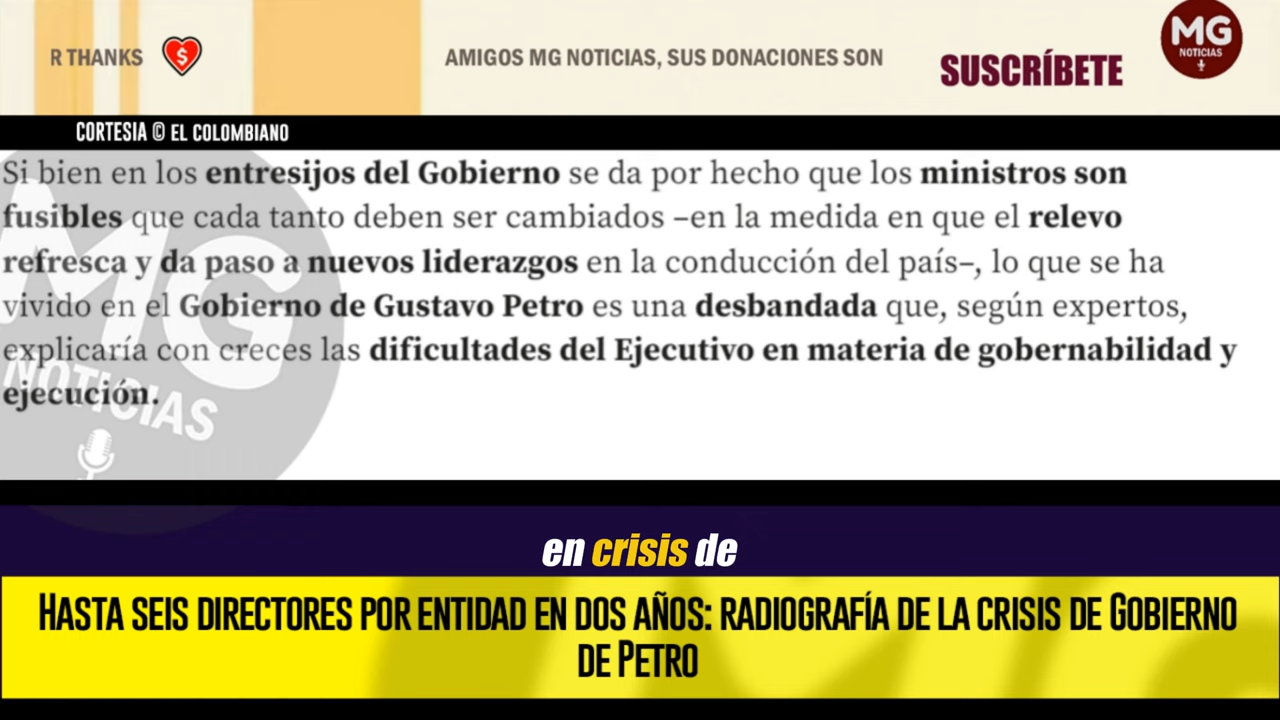 R THANKS
AMIGOS MG NOTICIAS, SUS DONACIONES SON
SUSCRÍBETE
MG
NOTICIAS
CORTESIA © EL COLOMBIANO
Si bien en los entresijos del Gobierno se da por hecho que los ministros son
fusibles que cada tanto deben ser cambiados –en la medida en que el relevo
refresca y da paso a nuevos liderazgos en la conducción del país–, lo que se ha
vivido en el Gobierno de Gustavo Petro es una desbandada que, según expertos,
explicaría con creces las dificultades del Ejecutivo en materia de gobernabilidad y
ejecución.
MG
NOTICIAS
en crisis de
HASTA SEIS DIRECTORES POR ENTIDAD EN DOS AÑOS: RADIOGRAFÍA DE LA CRISIS DE GOBIERNO
DE PETRO